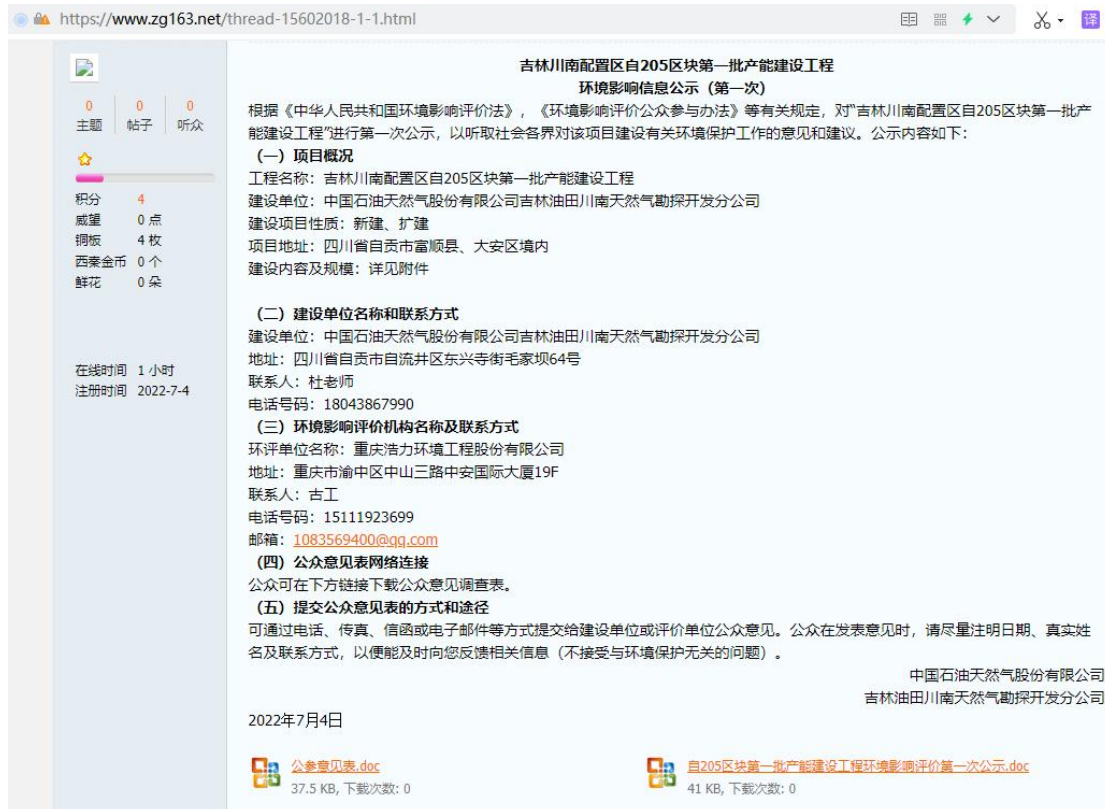 https://www.zg163.net/thread-15602018-1-1.html
译
0 0 0
主题 帖子 听众
积分 4
威望 0 点
铜板 4 枚
西秦金币 0 个
鲜花 0 朵
在线时间 1 小时
注册时间 2022-7-4
吉林川南配置区自205区块第一批产能建设工程
环境影响信息公示（第一次）
根据《中华人民共和国环境影响评价法》，《环境影响评价公众参与办法》等有关规定，对“吉林川南配置区自205区块第一批产
能建设工程”进行第一次公示，以听取社会各界对该项目建设有关环境保护工作的意见和建议。公示内容如下：
（一）项目概况
工程名称：吉林川南配置区自205区块第一批产能建设工程
建设单位：中国石油天然气股份有限公司吉林油田川南天然气勘探开发分公司
建设项目性质：新建、扩建
项目地址：四川省自贡市富顺县、大安区境内
建设内容及规模：详见附件
（二）建设单位名称和联系方式
建设单位：中国石油天然气股份有限公司吉林油田川南天然气勘探开发分公司
地址：四川省自贡市自流井区东兴寺街毛家坝64号
联系人：杜老师
电话号码：18043867990
（三）环境影响评价机构名称及联系方式
环评单位名称：重庆浩力环境工程股份有限公司
地址：重庆市渝中区中山三路中安国际大厦19F
联系人：古工
电话号码：15111923699
邮箱：1083569400@qq.com
（四）公众意见表网络连接
公众可在下方链接下载公众意见调查表。
（五）提交公众意见表的方式和途径
可通过电话、传真、信函或电子邮件等方式提交给建设单位或评价单位公众意见。公众在发表意见时，请尽量注明日期、真实姓
名及联系方式，以便能及时向您反馈相关信息（不接受与环境保护无关的问题）。
中国石油天然气股份有限公司
吉林油田川南天然气勘探开发分公司
2022年7月4日
公参意见表.doc
37.5 KB, 下载次数: 0
自205区块第一批产能建设工程环境影响评价第一次公示.doc
41 KB, 下载次数: 0